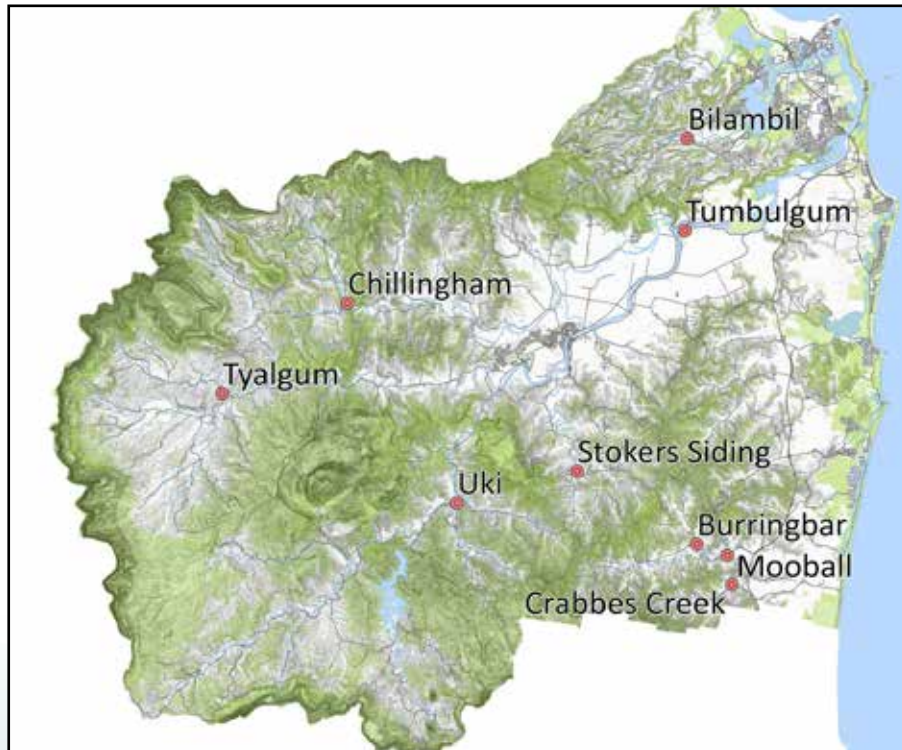 Bilambil
Tumbulgum
Chillingham
Tyalgum
Stokers Siding
Uki
Burringbar
Mooball
Crabbes Creek